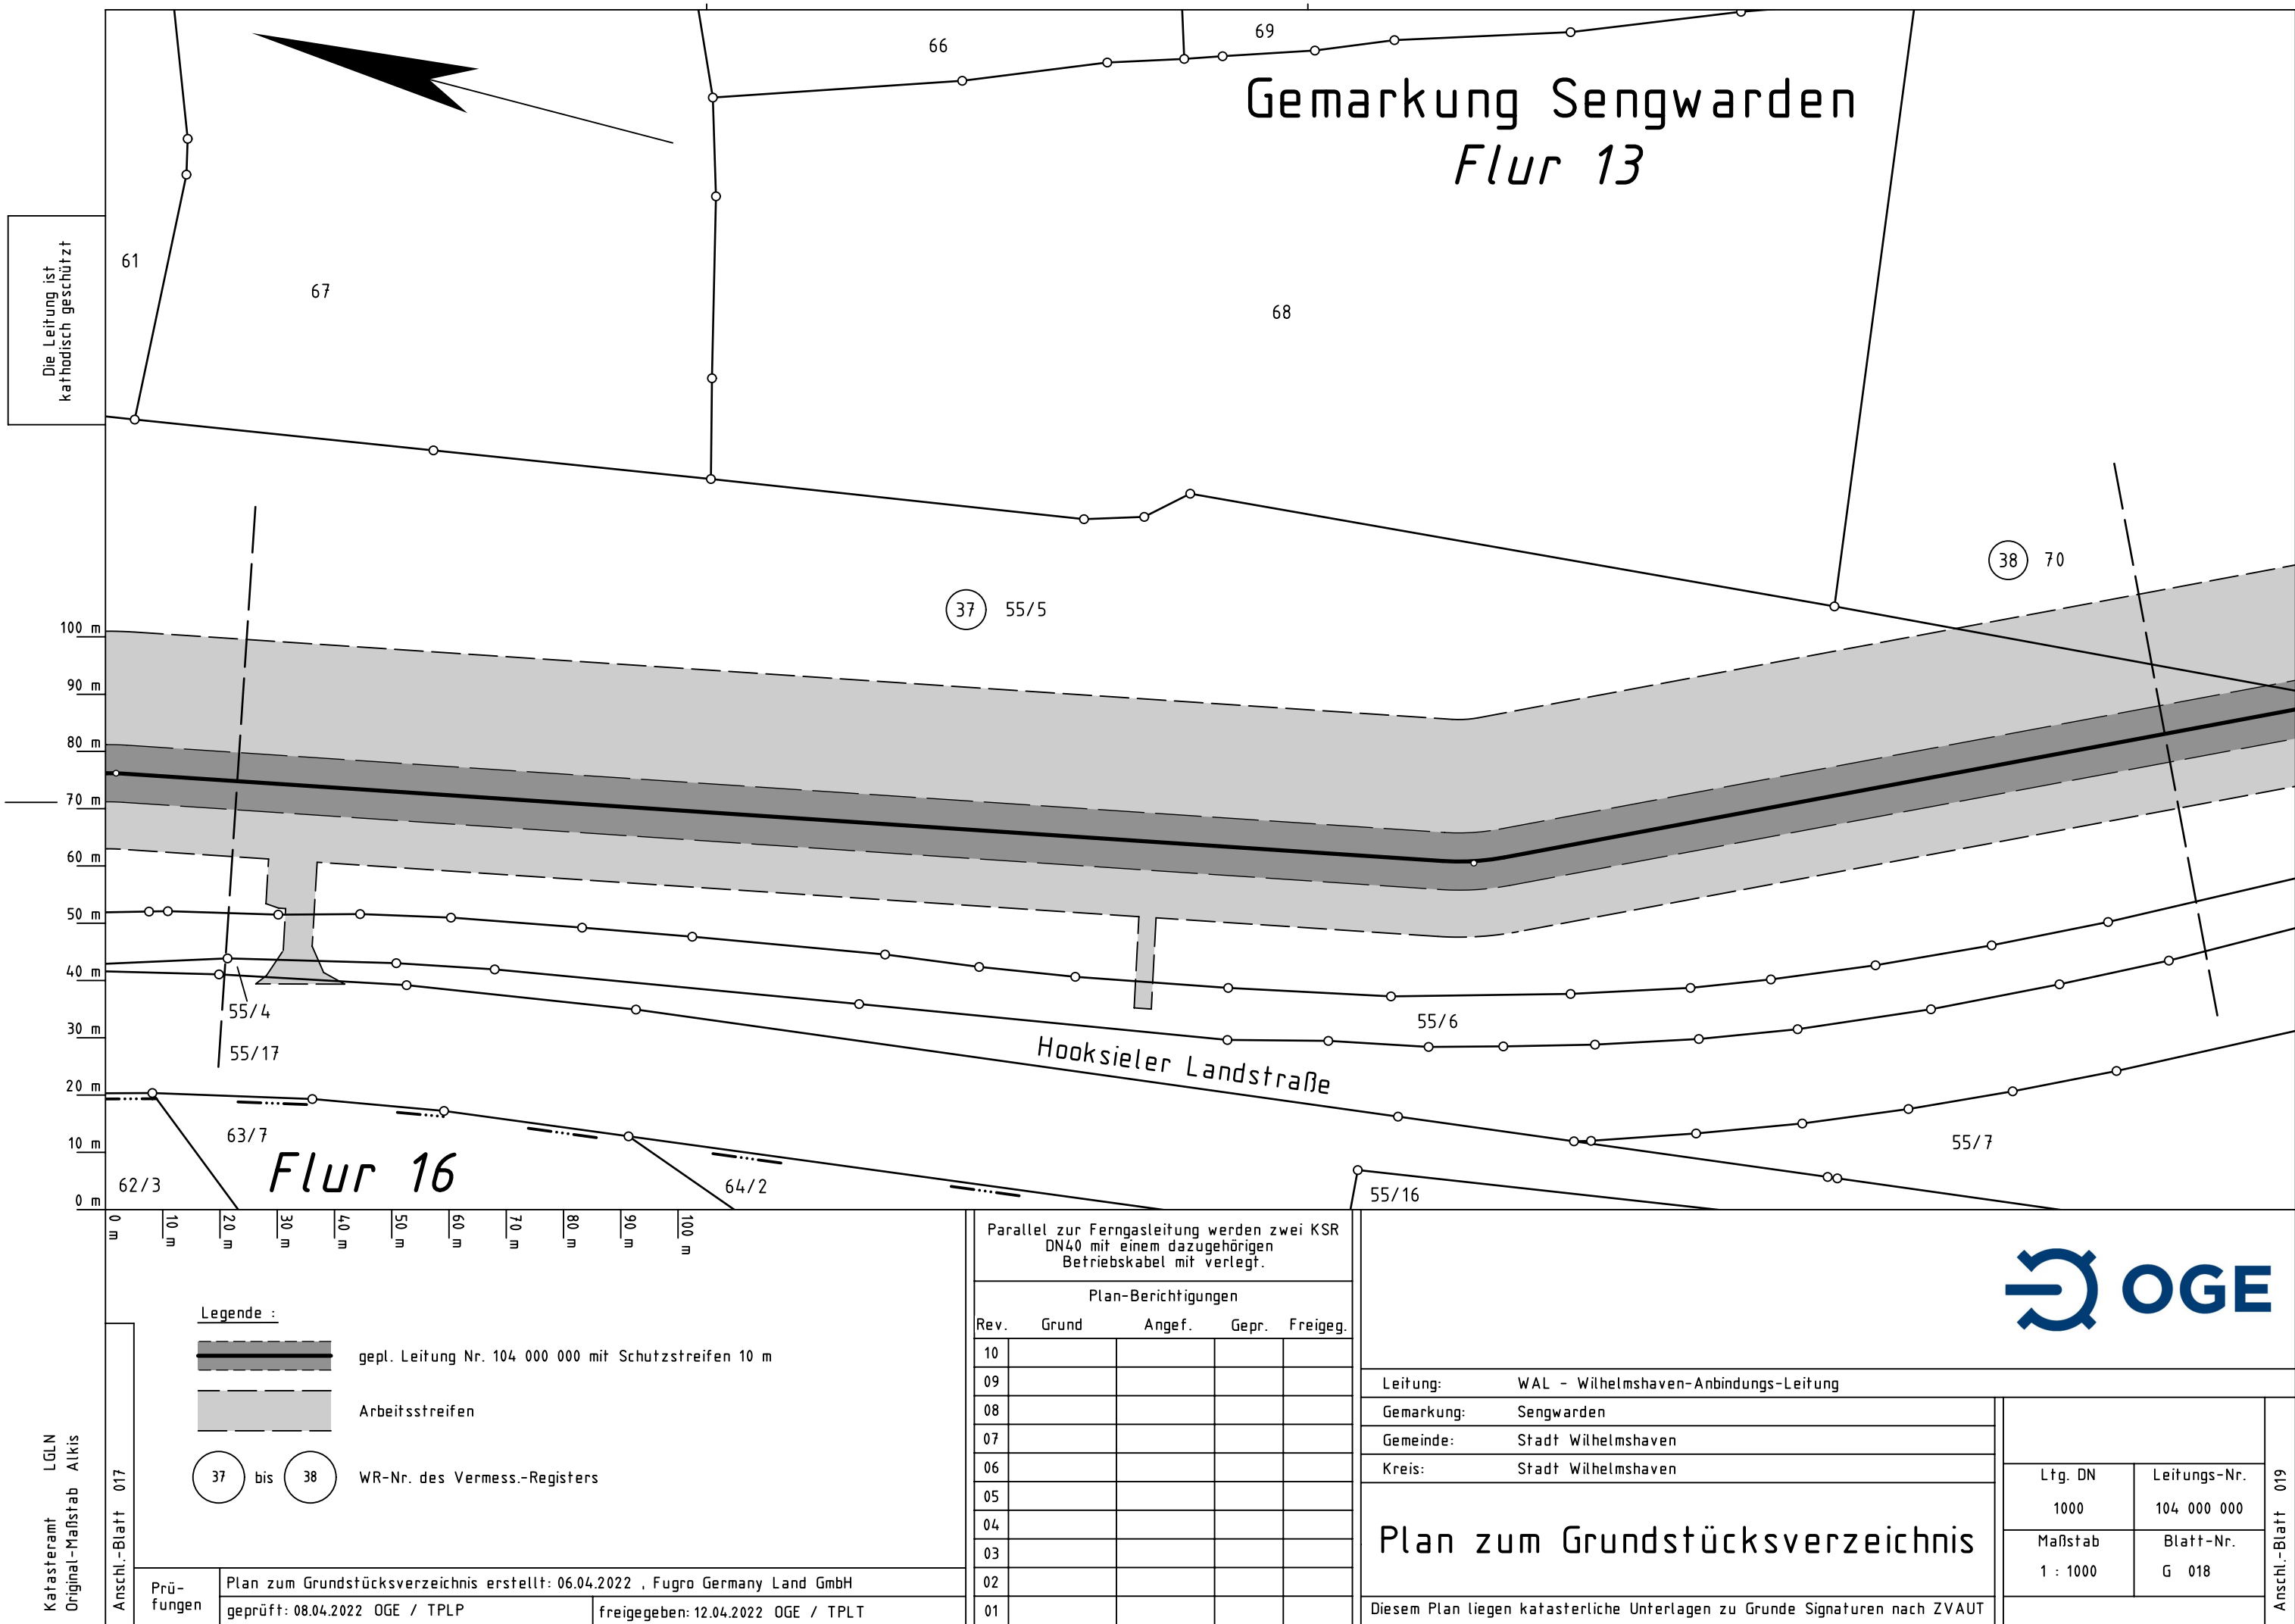 66
69
Gemarkung Sengwarden
Flur 13
61
67
68
Die Leitung ist
kathodisch geschützt
38 70
37 55/5
100 m
90 m
80 m
70 m
60 m
50 m
40 m
30 m
20 m
10 m
0 m
55/4
55/17
55/6
Hooksieler Landstraße
63/7
Flur 16
62/3
64/2
55/7
55/16
0 m
10 m
20 m
30 m
40 m
50 m
60 m
70 m
80 m
90 m
100 m
Legende :
gepl. Leitung Nr. 104 000 000 mit Schutzstreifen 10 m
Arbeitsstreifen
37 bis 38 WR-Nr. des Vermess.-Registers
Katasteramt LGLN
Original-Maßstab Alkis
Anschl.-Blatt 017
Prü-
fungen
Plan zum Grundstücksverzeichnis erstellt: 06.04.2022 , Fugro Germany Land GmbH
geprüft: 08.04.2022 OGE / TPLP
freigegeben: 12.04.2022 OGE / TPLT
Parallel zur Ferngasleitung werden zwei KSR
DN40 mit einem dazugehörigen
Betriebskabel mit verlegt.
Plan-Berichtigungen
Rev. Grund Angef. Gepr. Freigeg.
10
09
08
07
06
05
04
03
02
01
OGE
Leitung: WAL - Wilhelmshaven-Anbindungs-Leitung
Gemarkung: Sengwarden
Gemeinde: Stadt Wilhelmshaven
Kreis: Stadt Wilhelmshaven
Plan zum Grundstücksverzeichnis
Diesem Plan liegen katasterliche Unterlagen zu Grunde Signaturen nach ZVAUT
Ltg. DN
1000
Leitungs-Nr.
104 000 000
Maßstab
1 : 1000
Blatt-Nr.
G 018
Anschl.-Blatt 019